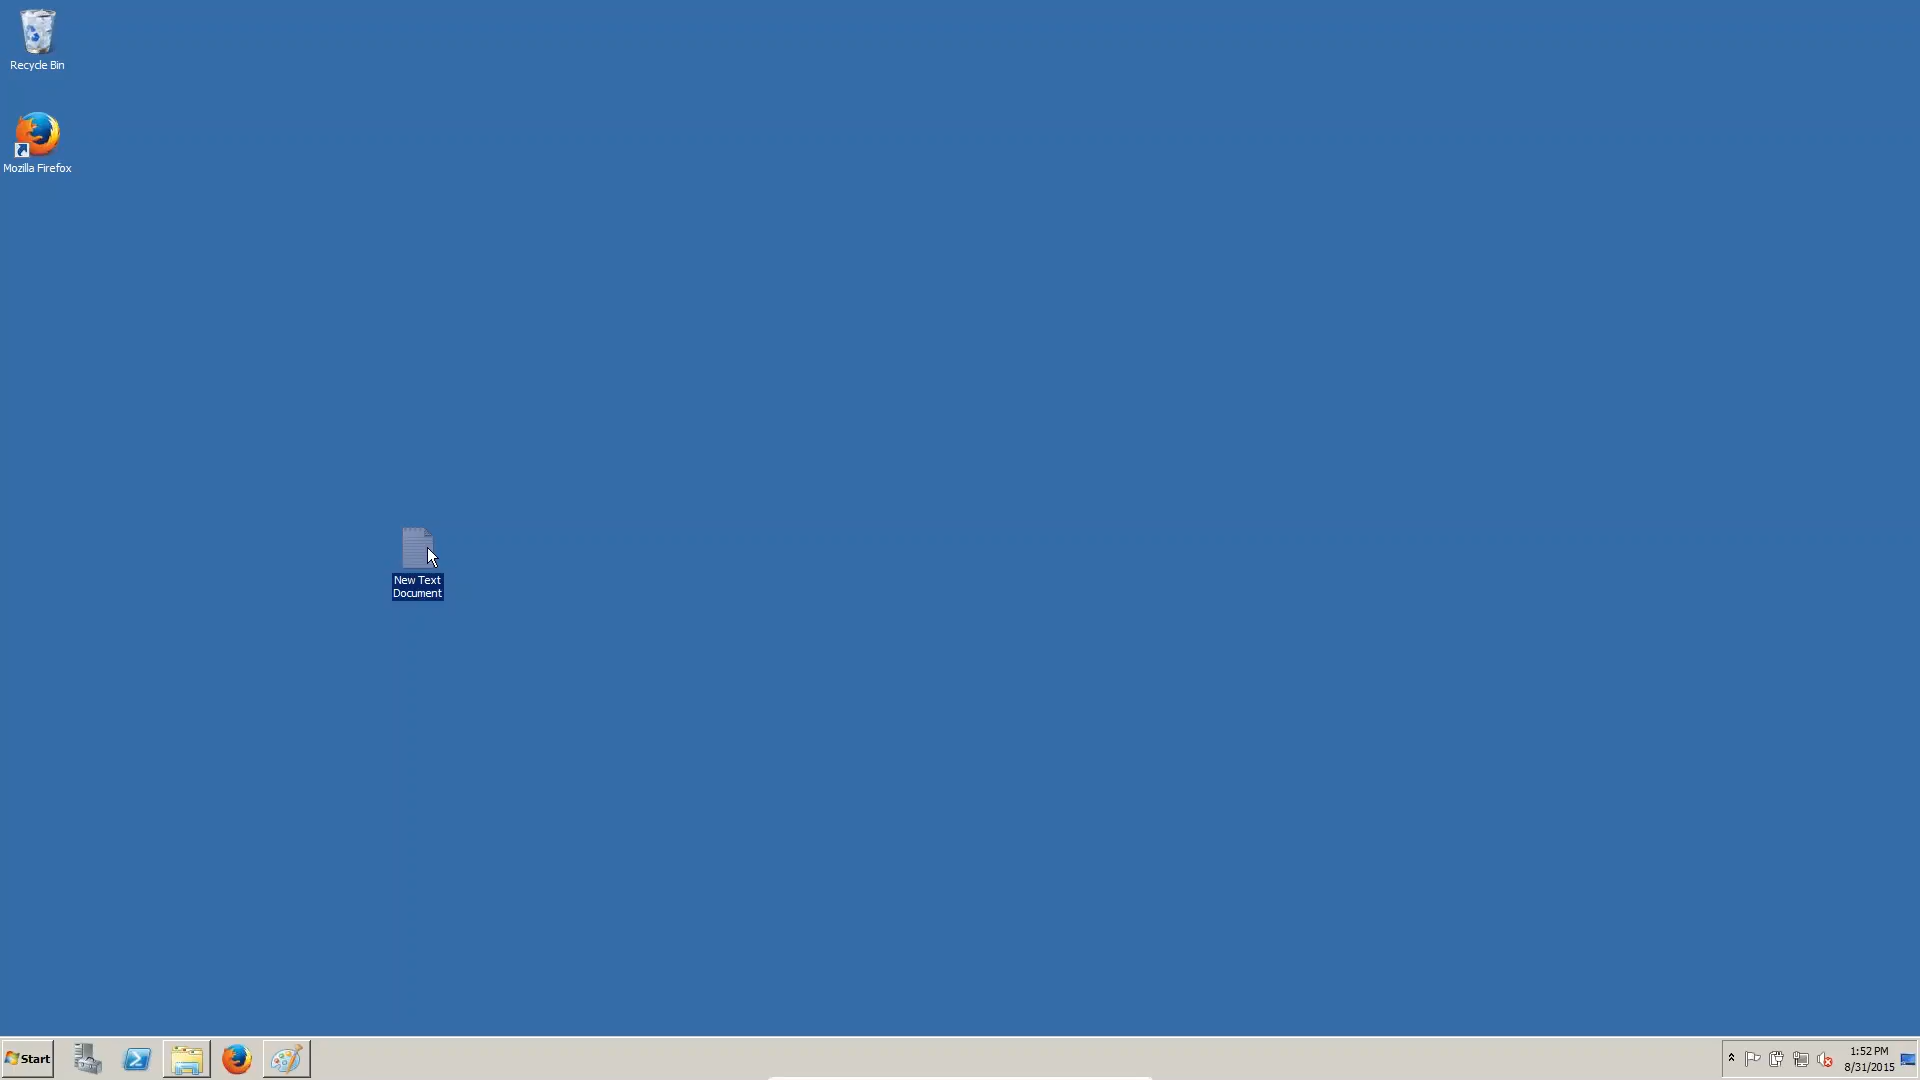 Recycle Bin
Mozilla Firefox
New Text
Document
Start
1:52 PM
8/31/2015